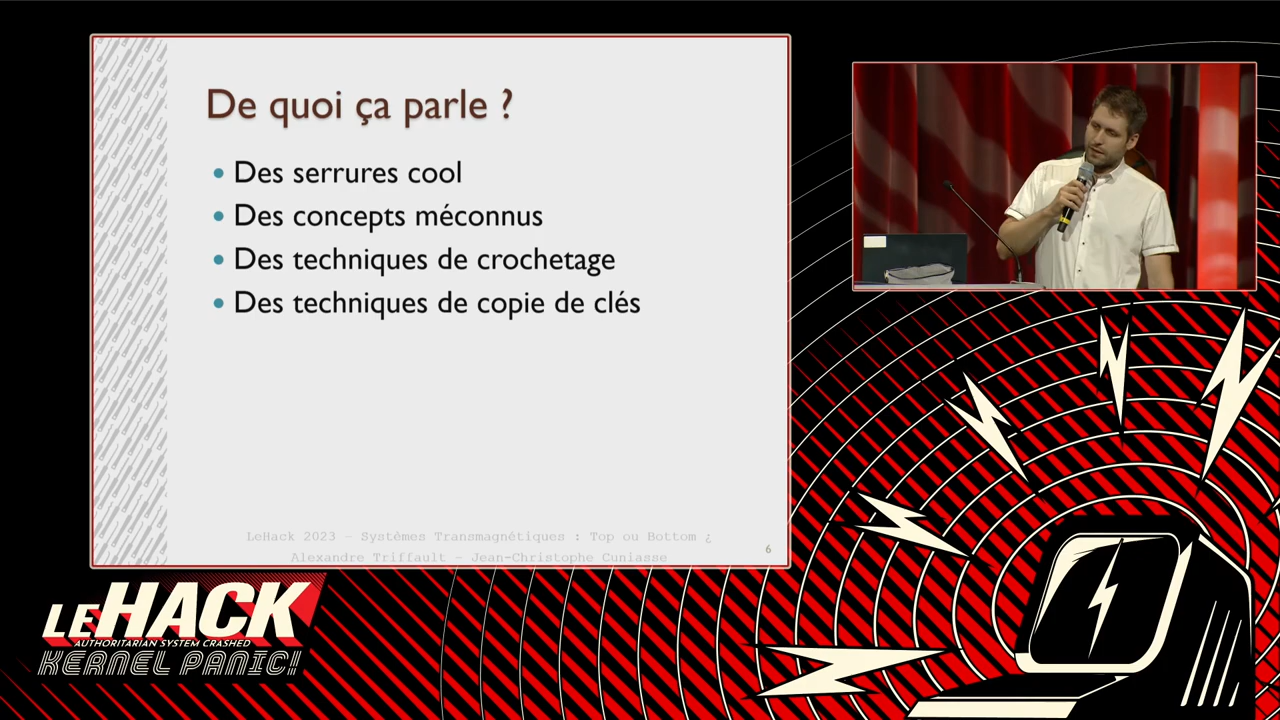 De quoi ça parle ?
• Des serrures cool
• Des concepts méconnus
• Des techniques de crochetage
• Des techniques de copie de clés
LeHack 2023 – Systèmes Transmagnétiques : Top ou Bottom ¿
Alexandre Triffault – Jean-Christophe Cuniasse
6
LEHACK
AUTHORITARIAN SYSTEM CRASHED
KERNEL PANIC!